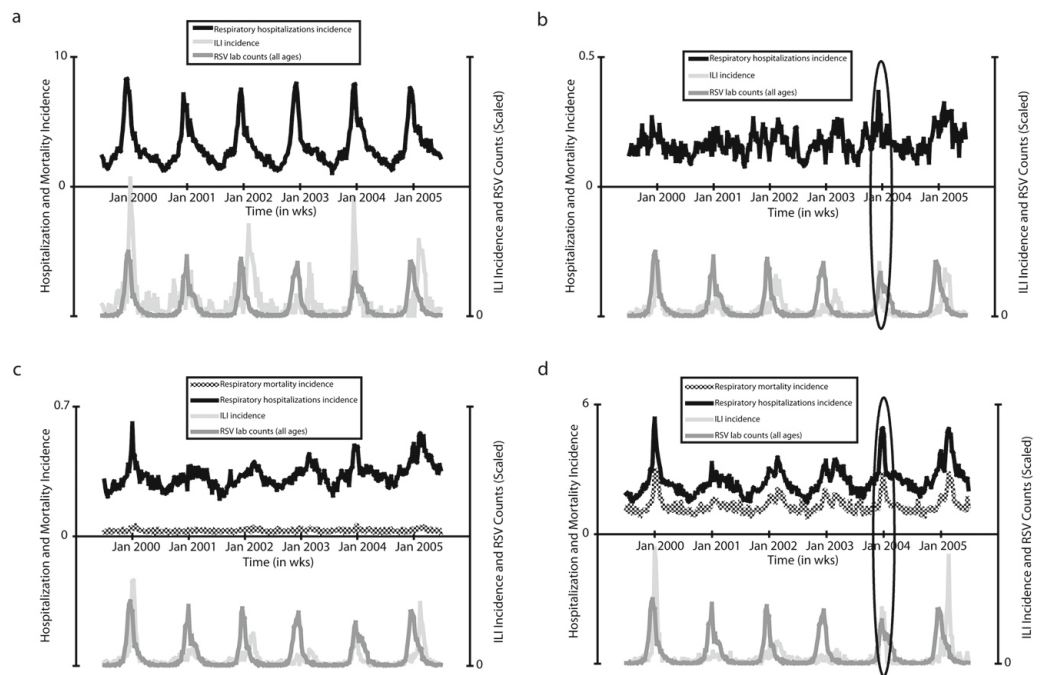 a
Respiratory hospitalizations incidence
ILI incidence
RSV lab counts (all ages)
10
0
Hospitalization and Mortality Incidence
ILI Incidence and RSV Counts (Scaled)
Jan 2000 Jan 2001 Jan 2002 Jan 2003 Jan 2004 Jan 2005
Time (in wks)
0
b
Respiratory hospitalizations incidence
ILI incidence
RSV lab counts (all ages)
0.5
0
Hospitalization and Mortality Incidence
ILI Incidence and RSV Counts (Scaled)
Jan 2000 Jan 2001 Jan 2002 Jan 2003 Jan 2004 Jan 2005
Time (in wks)
0
c
Respiratory mortality incidence
Respiratory hospitalizations incidence
ILI incidence
RSV lab counts (all ages)
0.7
0
Hospitalization and Mortality Incidence
ILI Incidence and RSV Counts (Scaled)
Jan 2000 Jan 2001 Jan 2002 Jan 2003 Jan 2004 Jan 2005
Time (in wks)
0
d
Respiratory mortality incidence
Respiratory hospitalizations incidence
ILI incidence
RSV lab counts (all ages)
6
0
Hospitalization and Mortality Incidence
ILI Incidence and RSV Counts (Scaled)
Jan 2000 Jan 2001 Jan 2002 Jan 2003 Jan 2004 Jan 2005
Time (in wks)
0